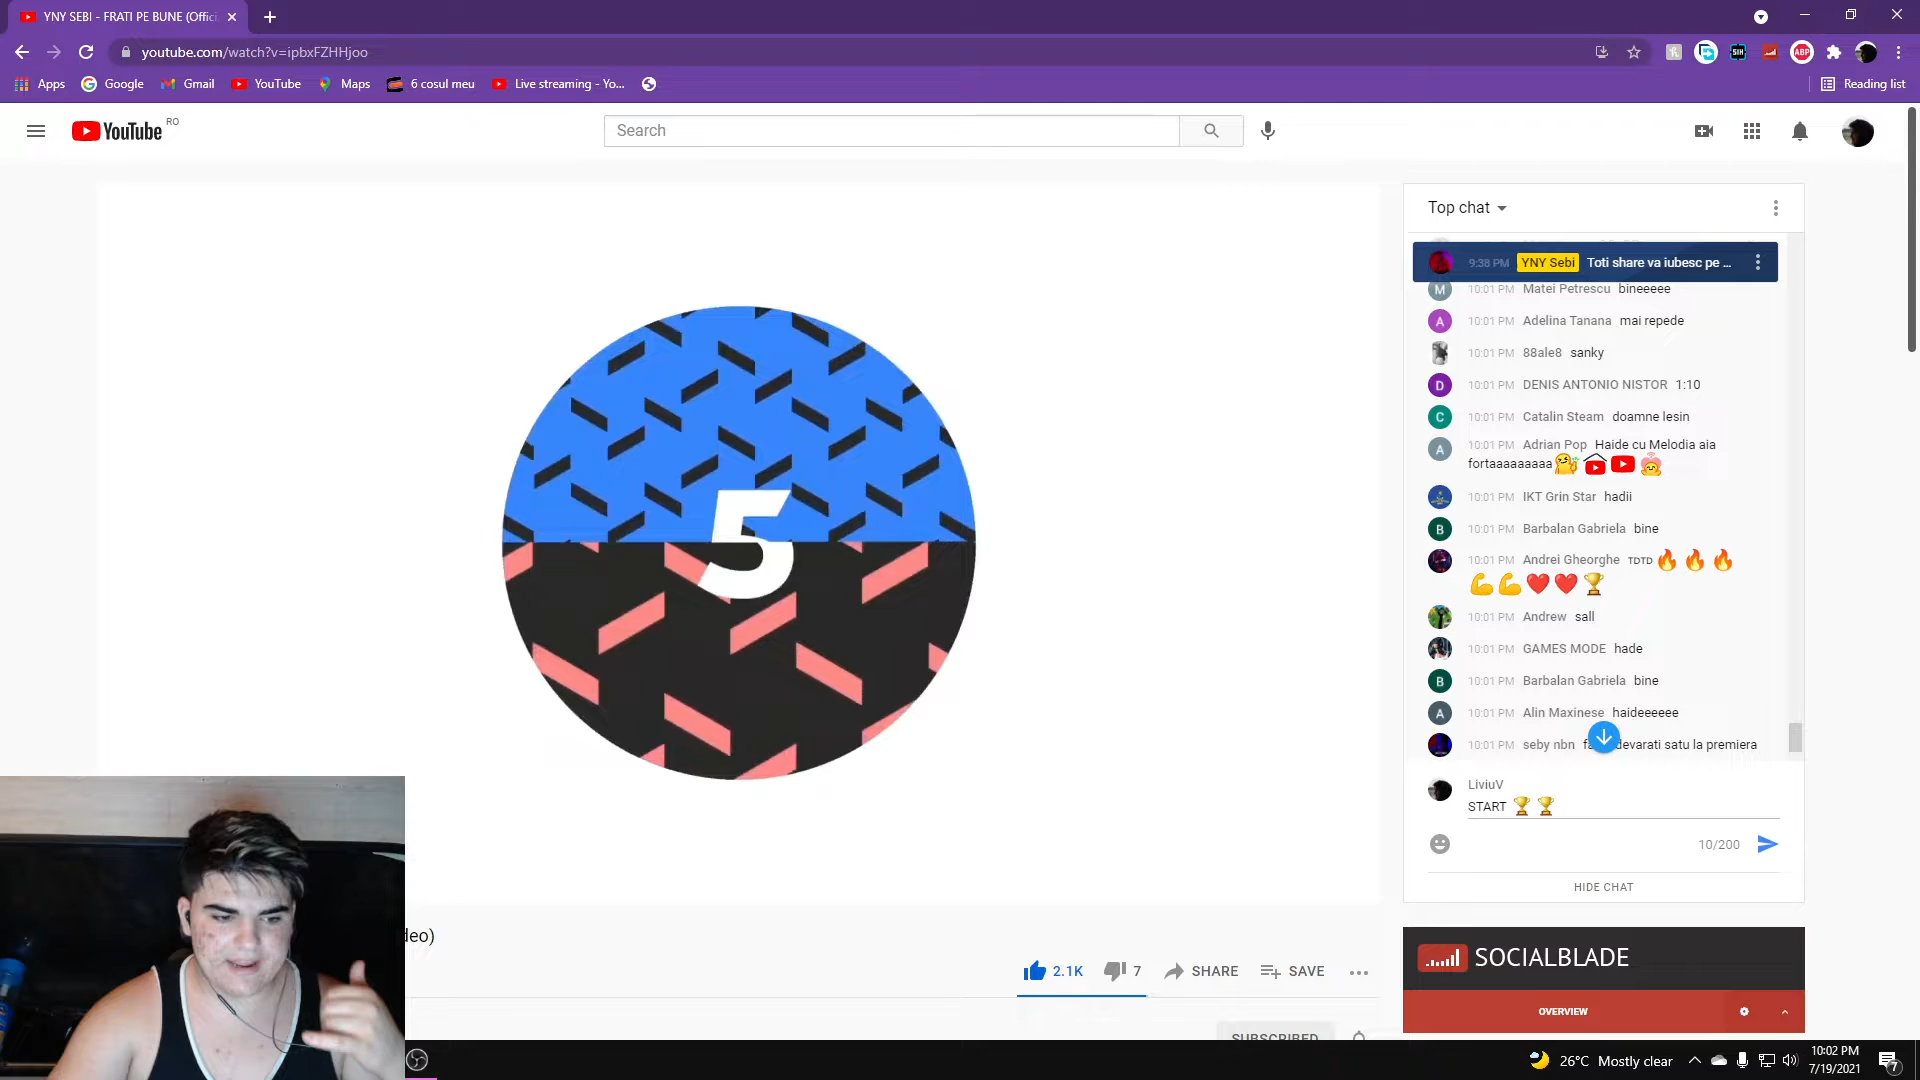 YNY SEBI - FRATI PE BUNE (Offici
youtube.com/watch?v=ipbxFZHHjoo
Apps Google Gmail YouTube Maps 6 cosul meu Live streaming - Yo... Reading list
YouTube RO
Search
Top chat
9:38 PM YNY Sebi Toti share va iubesc pe ...
10:01 PM Matei Petrescu bineeeee
10:01 PM Adelina Tanana mai repede
10:01 PM 88ale8 sanky
10:01 PM DENIS ANTONIO NISTOR 1:10
10:01 PM Catalin Steam doamne lesin
10:01 PM Adrian Pop Haide cu Melodia aia
fortaaaaaaaaa
10:01 PM IKT Grin Star hadii
10:01 PM Barbalan Gabriela bine
10:01 PM Andrei Gheorghe TDTD🔥🔥🔥
💪💪❤️❤️🏆
10:01 PM Andrew sall
10:01 PM GAMES MODE hade
10:01 PM Barbalan Gabriela bine
10:01 PM Alin Maxinese haideeeeee
10:01 PM seby nbn devarati satu la premiera
LiviuV
START 🏆 🏆
10/200
HIDE CHAT
5
deo)
2.1K 7 SHARE SAVE
SUBSCRIBED
SOCIALBLADE
OVERVIEW
26°C Mostly clear
10:02 PM
7/19/2021
7
ABP
SIH
M
A
D
C
A
B
B
A